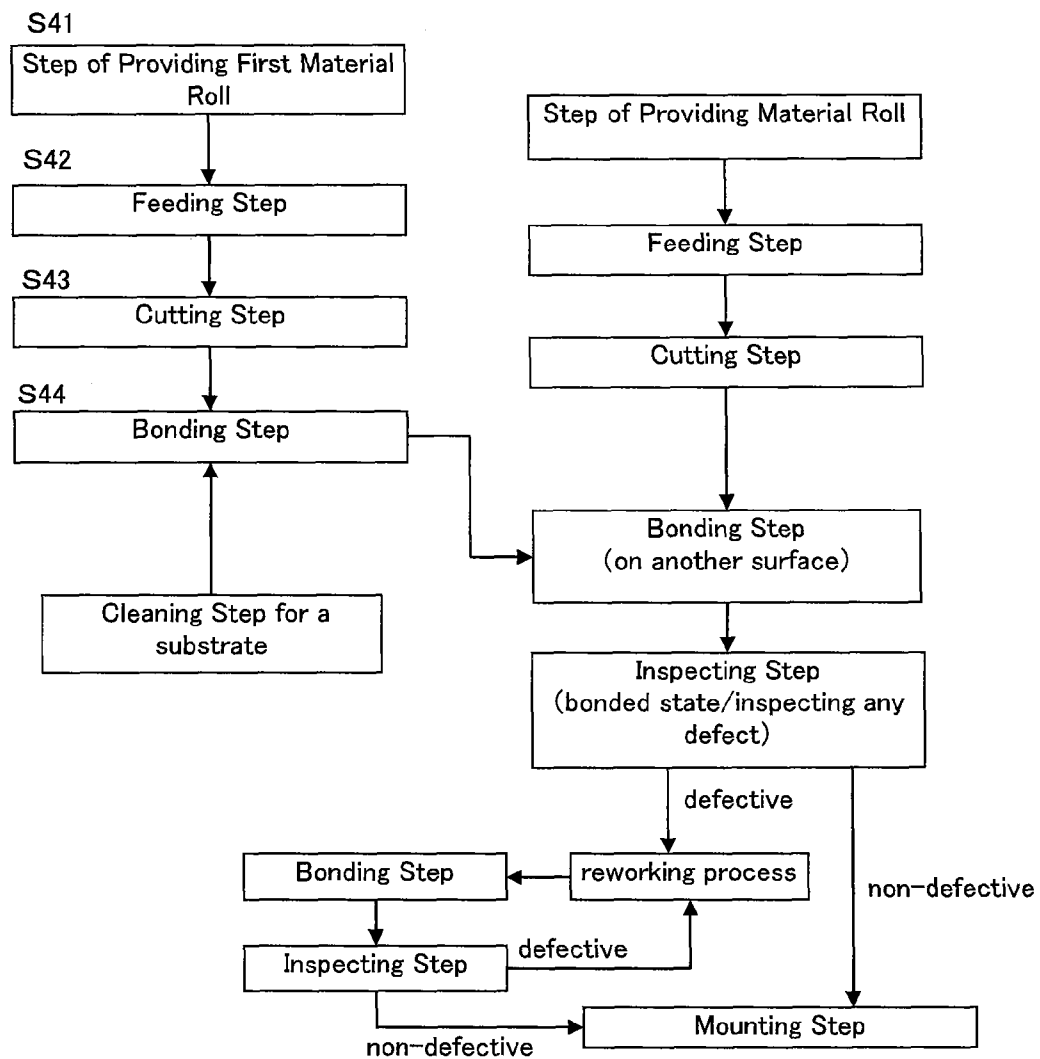 S41
Step of Providing First Material
Roll
S42
Feeding Step
S43
Cutting Step
S44
Bonding Step
Cleaning Step for a
substrate
Step of Providing Material Roll
Feeding Step
Cutting Step
Bonding Step
(on another surface)
Inspecting Step
(bonded state/inspecting any
defect)
defective
non-defective
reworking process
Bonding Step
Inspecting Step
defective
non-defective
Mounting Step